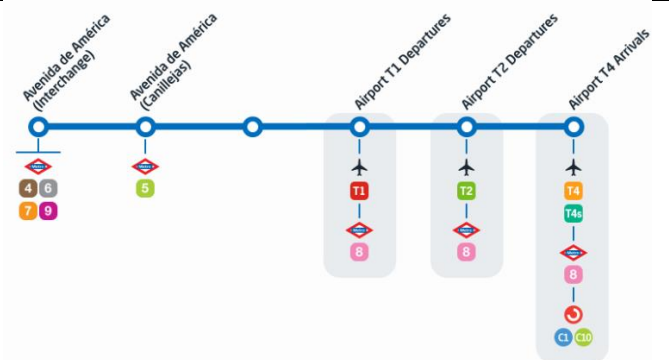 Avenida de América
(Interchange)
Avenida de América
(Canillejas)
Airport T1 Departures
Airport T2 Departures
Airport T4 Arrivals
4 6
7 9
5
T1
8
T2
8
T4
T4s
8
C1 C10